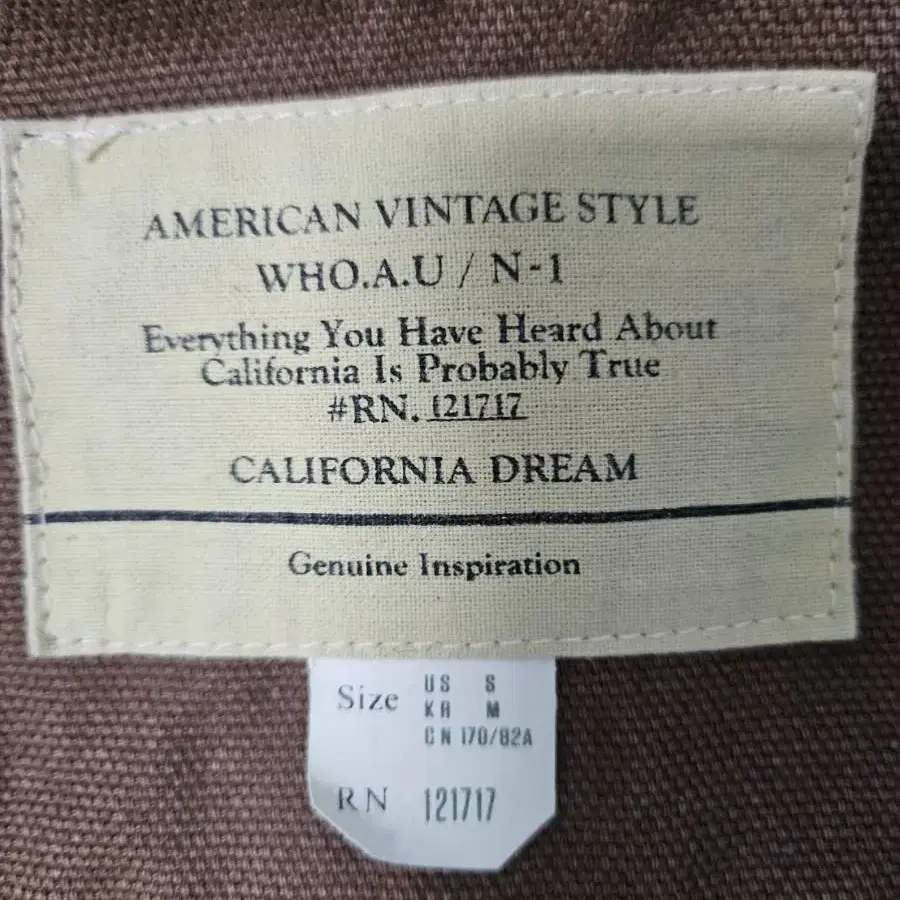 AMERICAN VINTAGE STYLE
WHO.A.U / N-1
Everything You Have Heard About
California Is Probably True
#RN. 121717
CALIFORNIA DREAM
Genuine Inspiration
Size US S
KR M
CN 170/82A
RN 121717